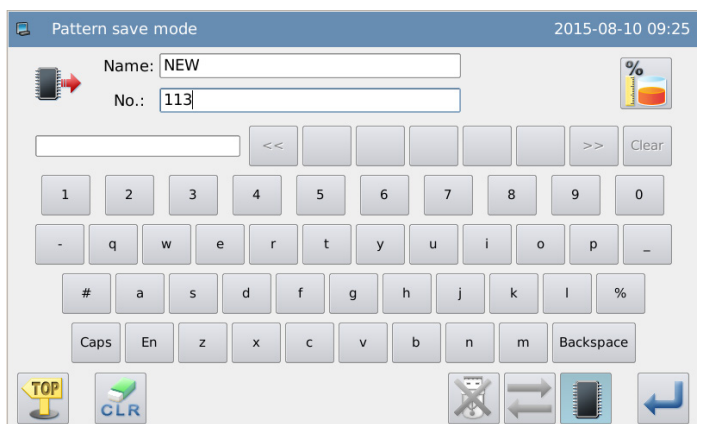 Pattern save mode 2015-08-10 09:25
Name: NEW
No.: 113
%
<< >> Clear
1 2 3 4 5 6 7 8 9 0
- q w e r t y u i o p _
# a s d f g h j k l %
Caps En z x c v b n m Backspace
TOP CLR